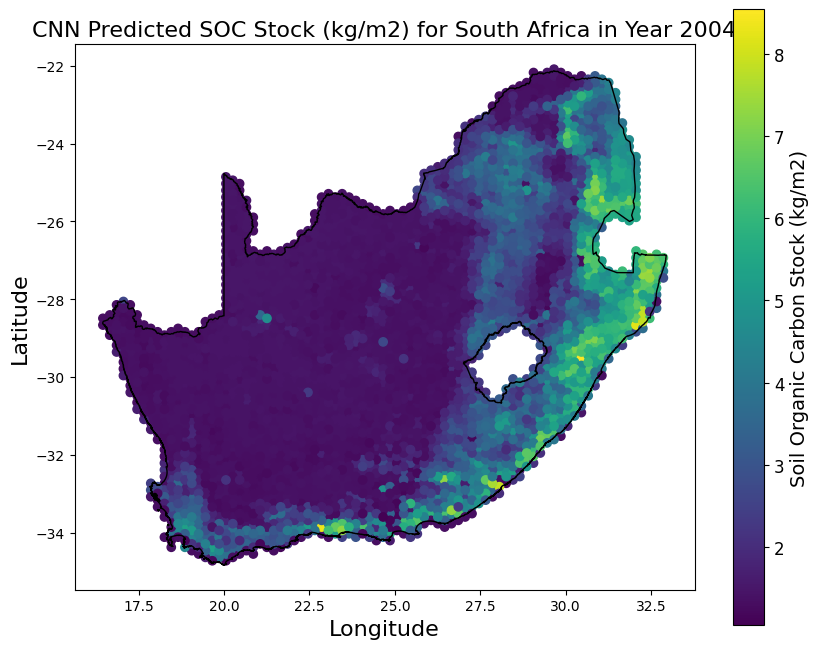 CNN Predicted SOC Stock (kg/m2) for South Africa in Year 2004
−22
−24
−26
−28
−30
−32
−34
Latitude
17.5 20.0 22.5 25.0 27.5 30.0 32.5
Longitude
8
7
6
5
4
3
2
Soil Organic Carbon Stock (kg/m2)